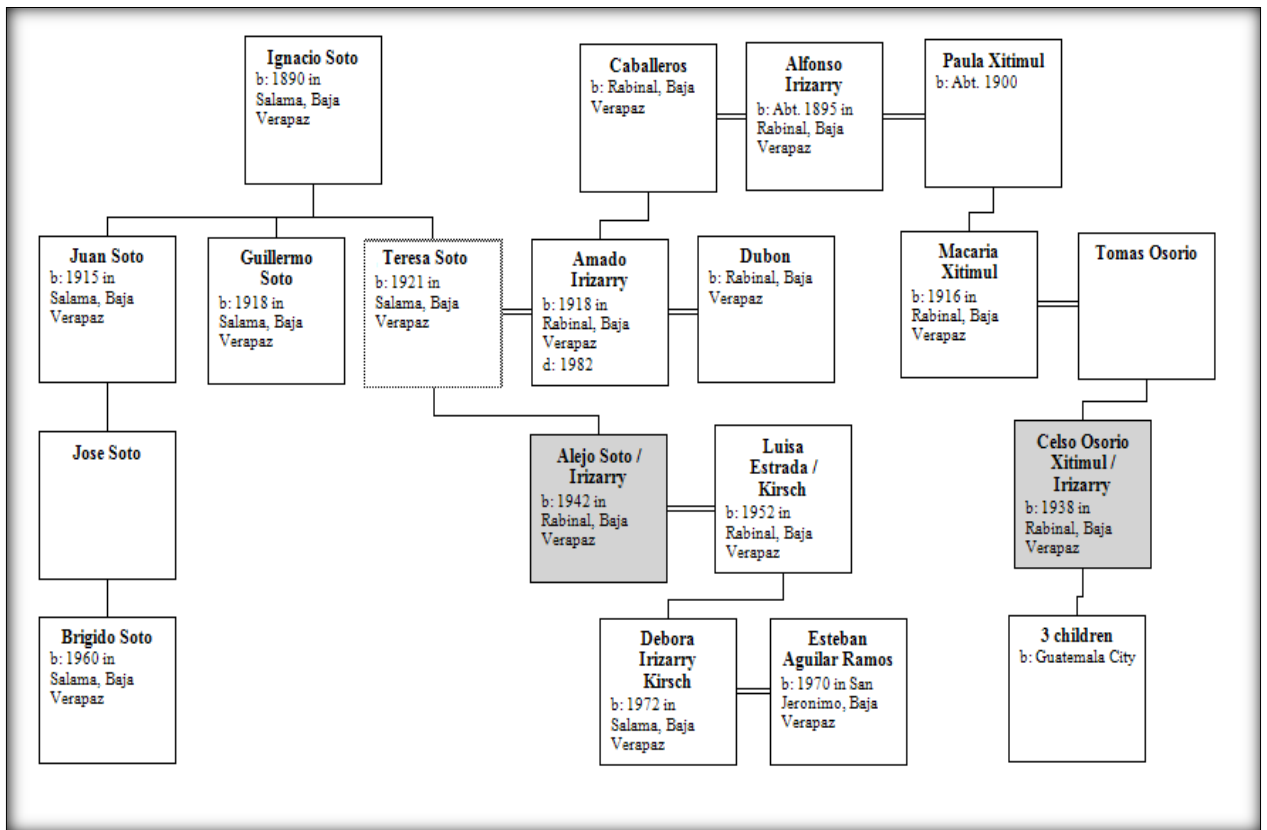 Ignacio Soto
b: 1890 in
Salama, Baja
Verapaz
Caballeros
b: Rabinal, Baja
Verapaz
Alfonso
Irizarry
b: Abt. 1895 in
Rabinal, Baja
Verapaz
Paula Xitimul
b: Abt. 1900
Juan Soto
b: 1915 in
Salama, Baja
Verapaz
Guillermo
Soto
b: 1918 in
Salama, Baja
Verapaz
Teresa Soto
b: 1921 in
Salama, Baja
Verapaz
Amado
Irizarry
b: 1918 in
Rabinal, Baja
Verapaz
d: 1982
Dubon
b: Rabinal, Baja
Verapaz
Macaria
Xitimul
b: 1916 in
Rabinal, Baja
Verapaz
Tomas Osorio
Jose Soto
Alejo Soto /
Irizarry
b: 1942 in
Rabinal, Baja
Verapaz
Luisa
Estrada /
Kirsch
b: 1952 in
Rabinal, Baja
Verapaz
Celso Osorio
Xitimul /
Irizarry
b: 1938 in
Rabinal, Baja
Verapaz
Brigido Soto
b: 1960 in
Salama, Baja
Verapaz
Debora
Irizarry
Kirsch
b: 1972 in
Salama, Baja
Verapaz
Esteban
Aguilar Ramos
b: 1970 in San
Jeronimo, Baja
Verapaz
3 children
b: Guatemala City